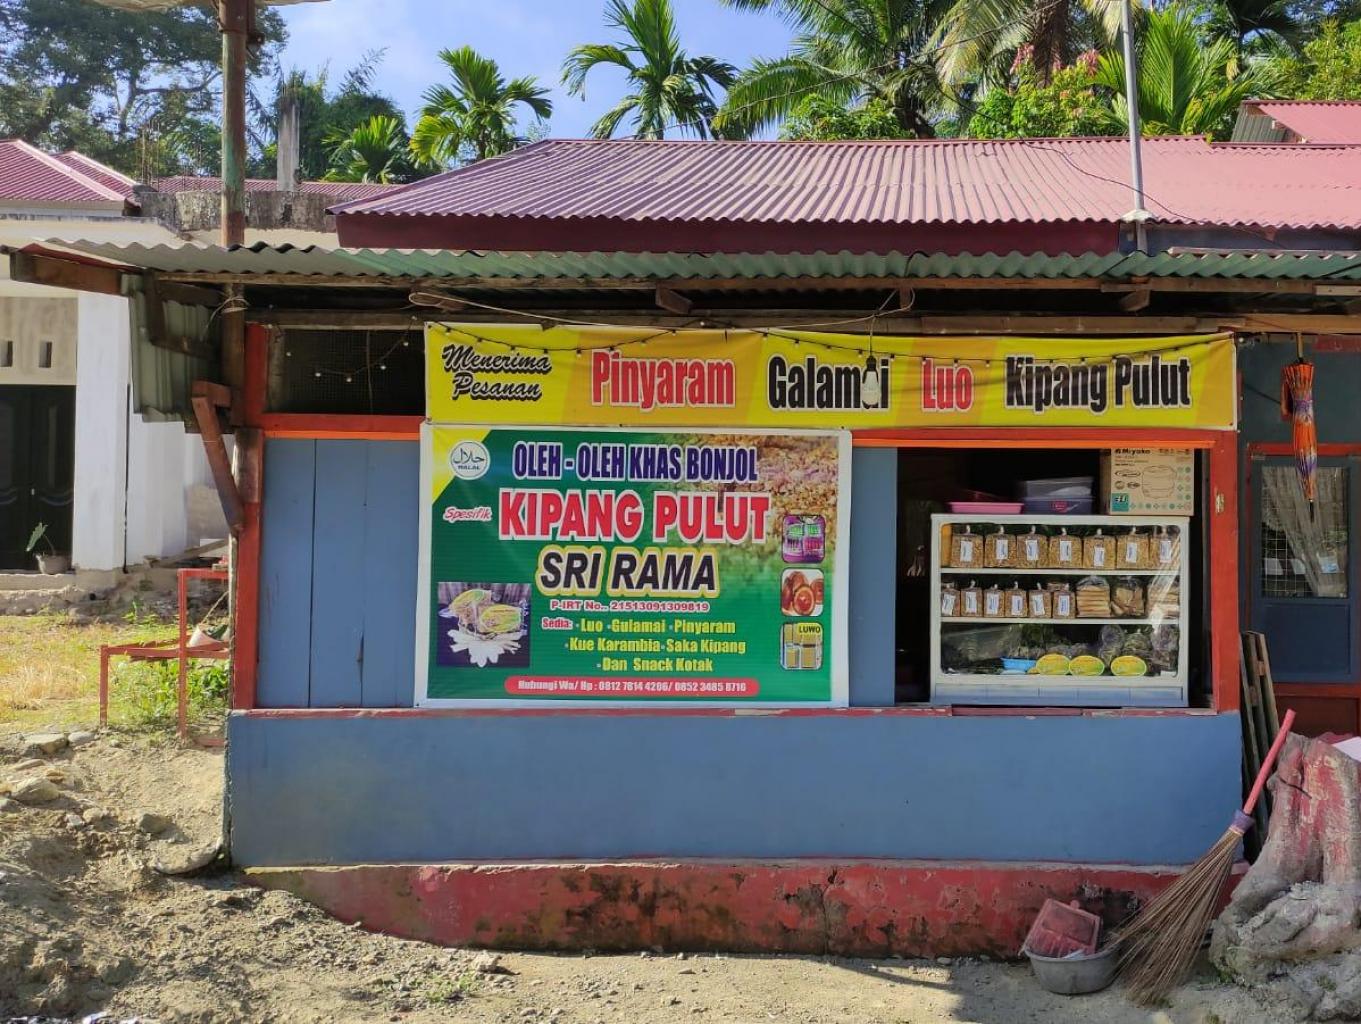 Menerima
Pesanan
Pinyaram Galamai Luo Kipang Pulut
حلال
HALAL
OLEH - OLEH KHAS BONJOL
Spesifik KIPANG PULUT
SRI RAMA
P-IRT No.. 21513091309819
Sedia: • Luo • Gulamai • Pinyaram
• Kue Karambia • Saka Kipang
• Dan Snack Kotak
LUWO
Hubungi Wa/ Hp : 0812 7814 4206/ 0852 3485 8716
Miyako